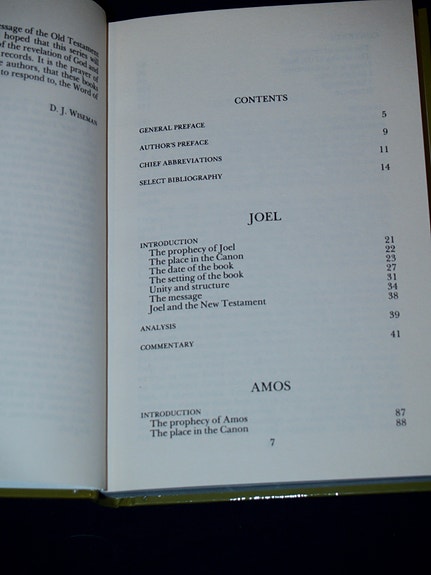 essage of the Old Testament
hoped that this series will
of the revelation of God and
records. It is the prayer of
e authors, that these books
to respond to, the Word of
D. J. WISEMAN
CONTENTS
GENERAL PREFACE 5
AUTHOR'S PREFACE 9
CHIEF ABBREVIATIONS 11
SELECT BIBLIOGRAPHY 14
JOEL
INTRODUCTION
The prophecy of Joel 21
The place in the Canon 22
The date of the book 23
The setting of the book 27
Unity and structure 31
The message 34
Joel and the New Testament 38
ANALYSIS 39
COMMENTARY 41
AMOS
INTRODUCTION
The prophecy of Amos 87
The place in the Canon 88
7